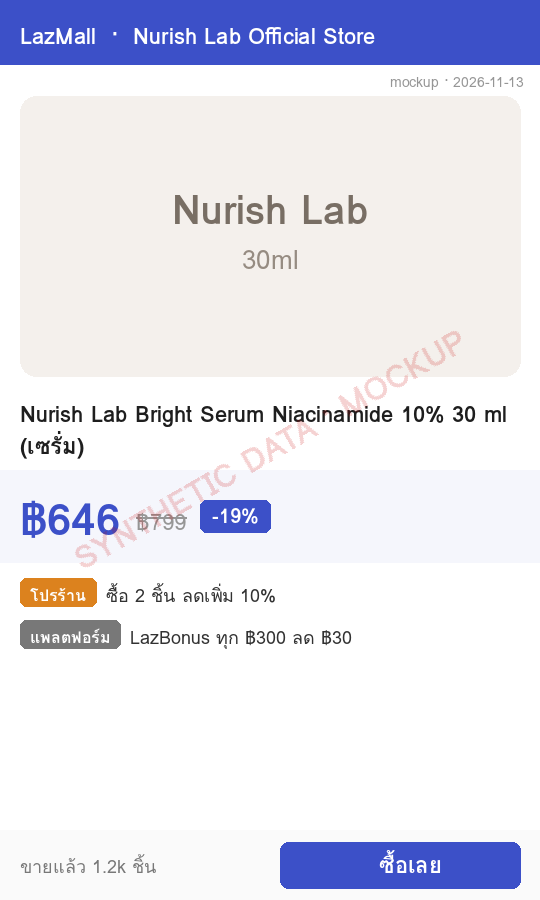 LazMall · Nurish Lab Official Store
mockup · 2026-11-13
Nurish Lab
30ml
Nurish Lab Bright Serum Niacinamide 10% 30 ml
(เซรั่ม)
฿646 ฿799 -19%
โปรร้าน ซื้อ 2 ชิ้น ลดเพิ่ม 10%
แพลตฟอร์ม LazBonus ทุก ฿300 ลด ฿30
SYNTHETIC DATA · MOCKUP
ขายแล้ว 1.2k ชิ้น ซื้อเลย